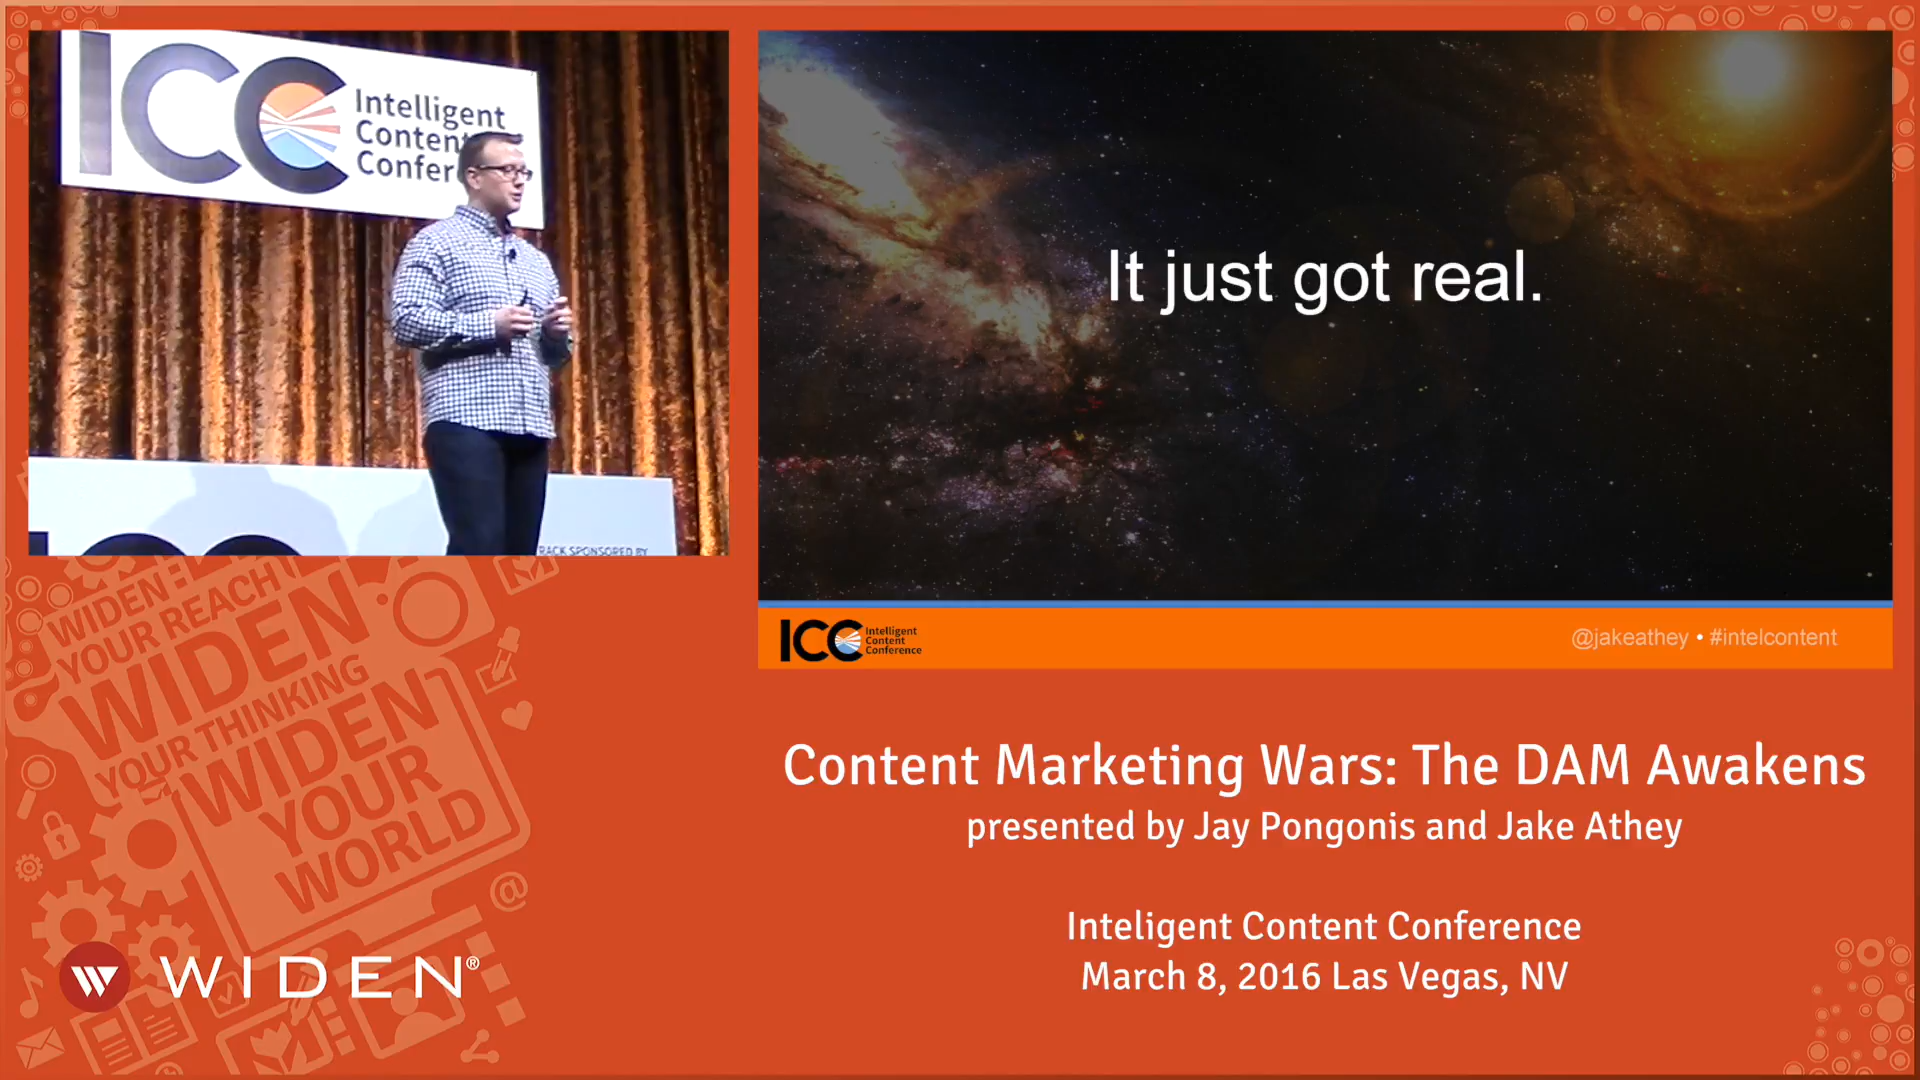 ICC
Intelligent
Content
Confer
RACK SPONSORED BY
It just got real.
ICC Intelligent
Content
Conference
@jakeathey • #intelcontent
Content Marketing Wars: The DAM Awakens
presented by Jay Pongonis and Jake Athey
Inteligent Content Conference
March 8, 2016 Las Vegas, NV
WIDEN
YOUR REACH
WIDEN
YOUR THINKING
WIDEN
YOUR
WORLD
@
WIDEN®